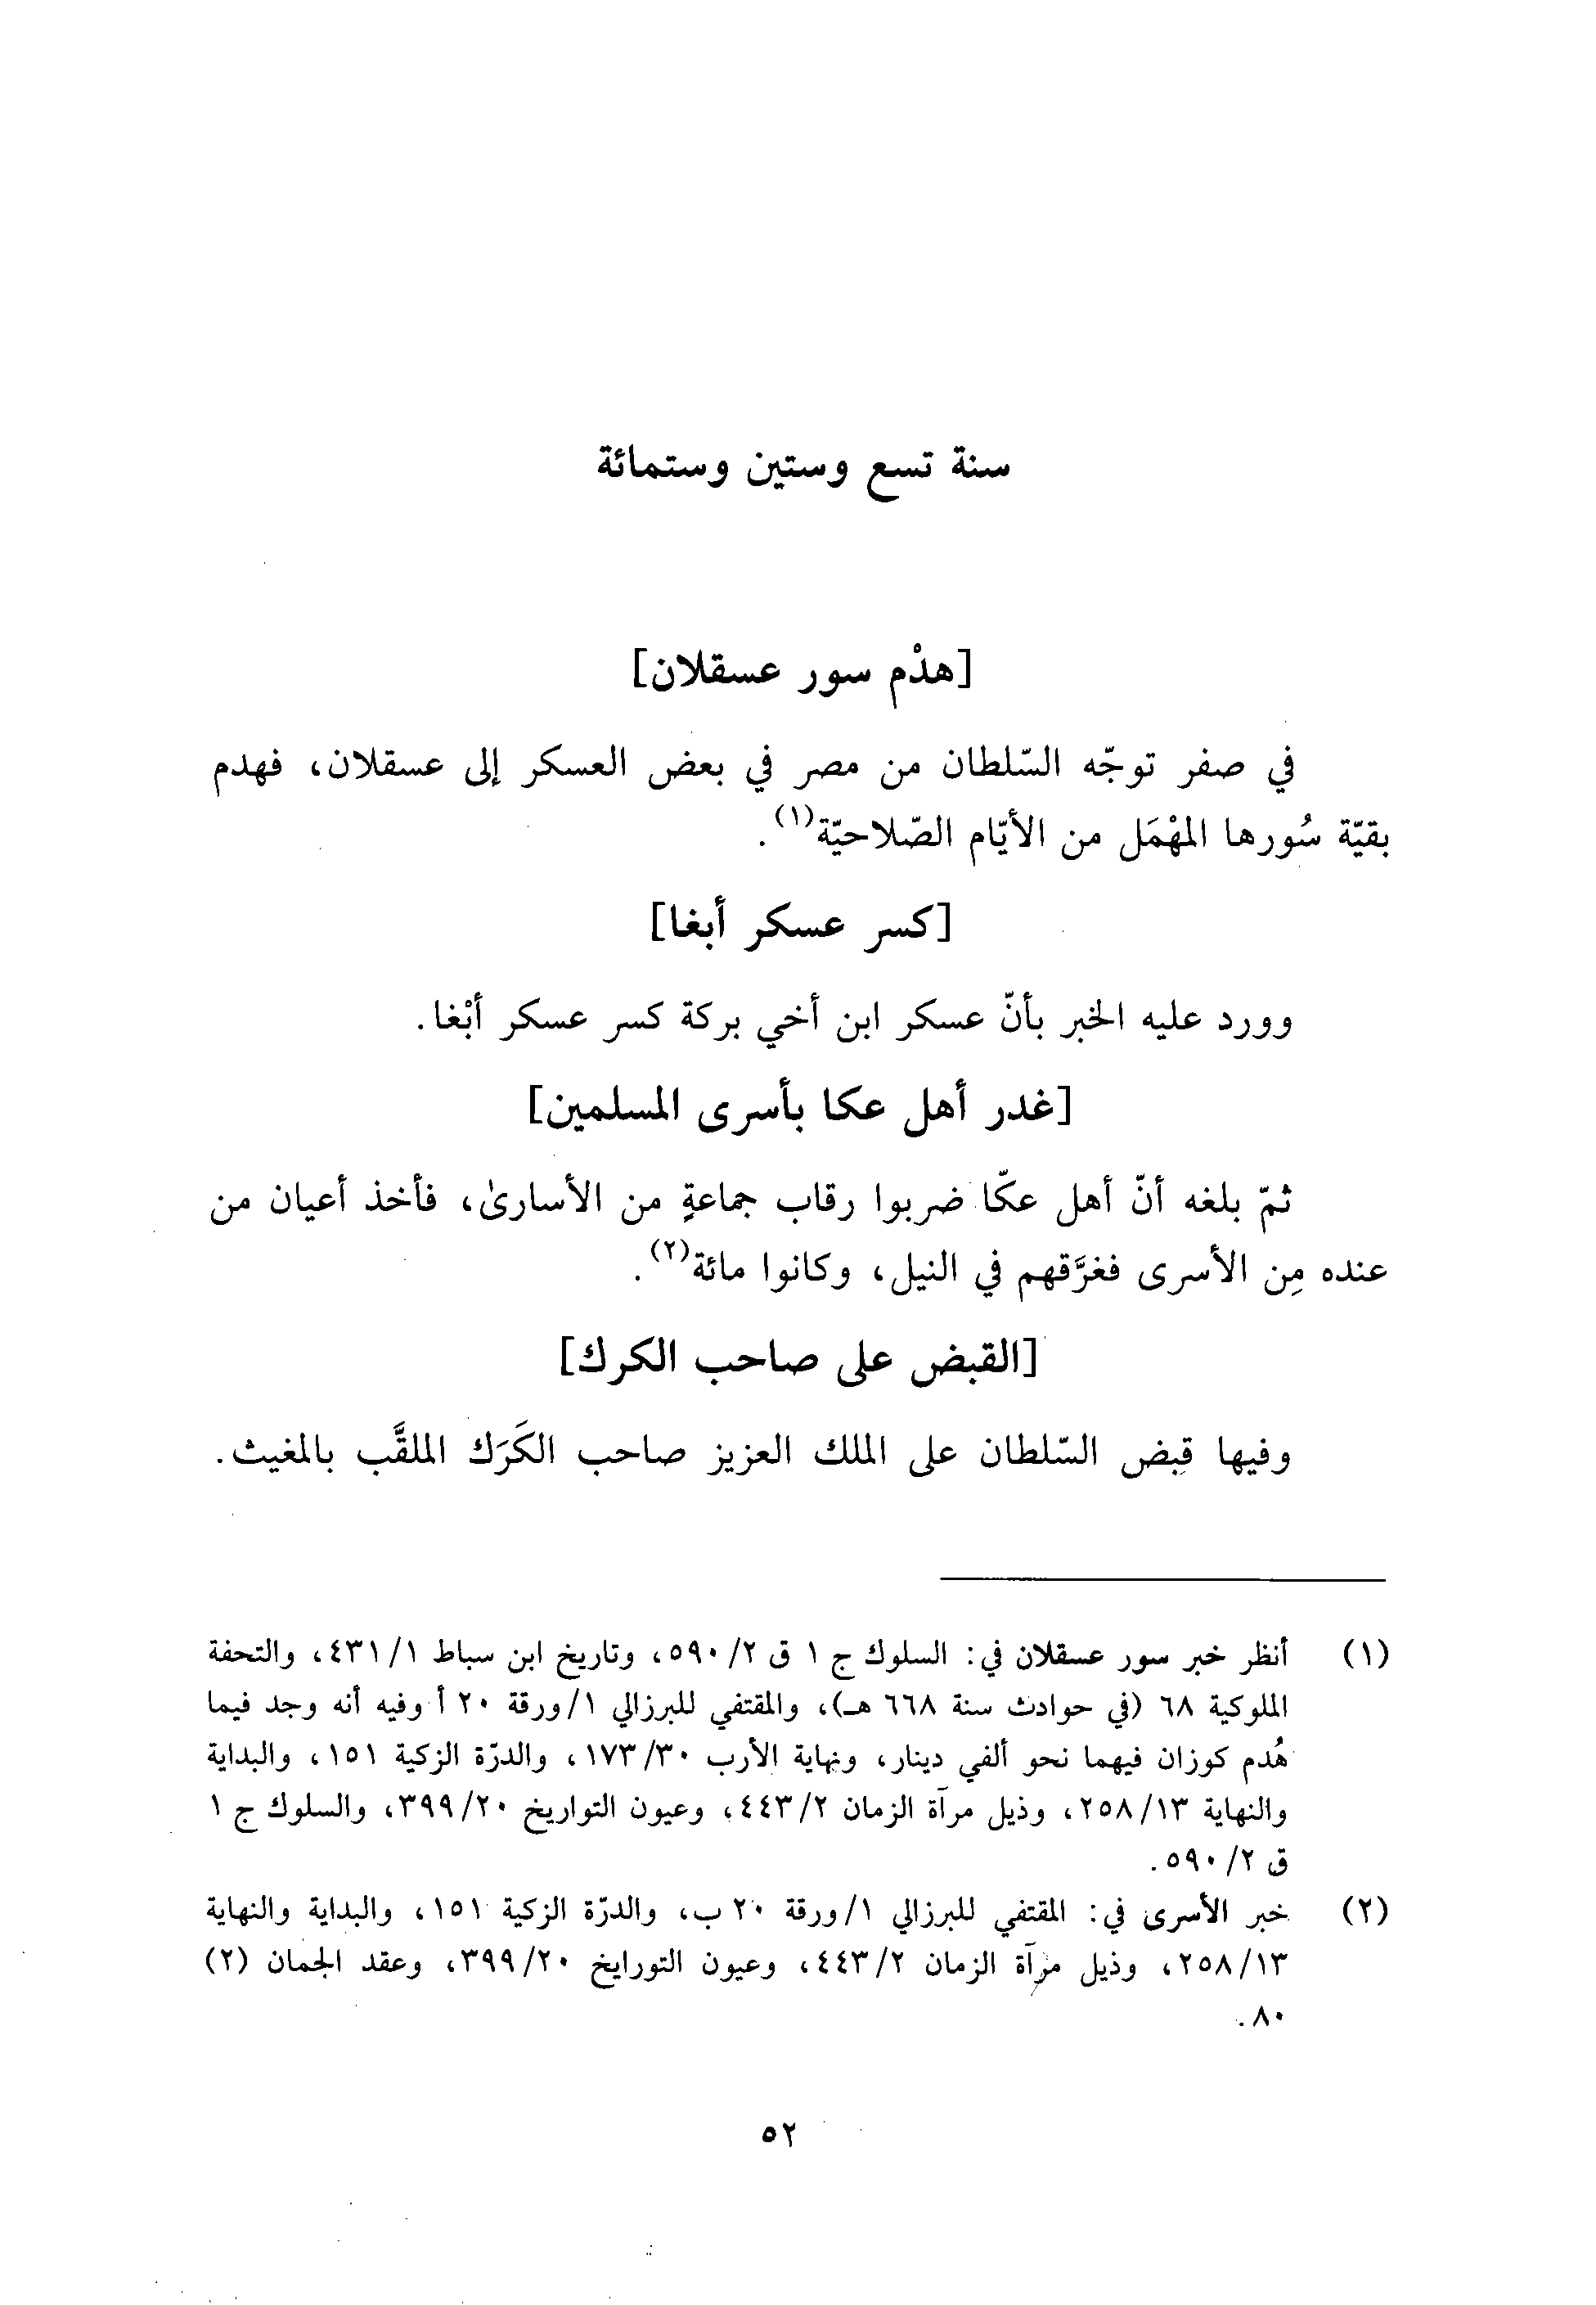 سنة تسع وستين وستمائة
[هذْم سور عسقلان]
في صفر توجّه السّلطان من مصر في بعض العسكر إلى عسقلان، فهدم
بقيّة سُورها المهْمَل من الأيّام الصّلاحيّة(١).
[كسر عسكر أبغا]
وورد عليه الخبر بأنّ عسكر ابن أخي بركة كسر عسكر أبْغا.
[غدر أهل عكا بأسرى المسلمين]
ثمّ بلغه أنّ أهل عكّا ضربوا رقاب جماعةٍ من الأسارىٰ، فأخذ أعيان من
عنده مِن الأسرى فغرَّقهم في النيل، وكانوا مائة(٢).
[القبض على صاحب الكرك]
وفيها قبِض السّلطان على الملك العزيز صاحب الكَرَك الملقَّب بالمغيث.
(١) أنظر خبر سور عسقلان في: السلوك ج ١ ق ٢/ ٥٩٠، وتاريخ ابن سباط ١/ ٤٣١، والتحفة
الملوكية ٦٨ (في حوادث سنة ٦٦٨ هـ)، والمقتفي للبرزالي ١/ورقة ٢٠ أ وفيه أنه وجد فيما
هُدم كوزان فيهما نحو ألفي دينار، ونهاية الأرب ٣٠/ ١٧٣، والدرّة الزكية ١٥١، والبداية
والنهاية ١٣/ ٢٥٨، وذيل مرآة الزمان ٢/ ٤٤٣، وعيون التواريخ ٢٠/ ٣٩٩، والسلوك ج ١
ق ٢/ ٥٩٠.
(٢) خبر الأسرى في: المقتفي للبرزالي ١/ورقة ٢٠ ب، والدرّة الزكية ١٥١، والبداية والنهاية
١٣/ ٢٥٨، وذيل مرآة الزمان ٢/ ٤٤٣، وعيون التورايخ ٢٠/ ٣٩٩، وعقد الجمان (٢)
٨٠.
٥٢